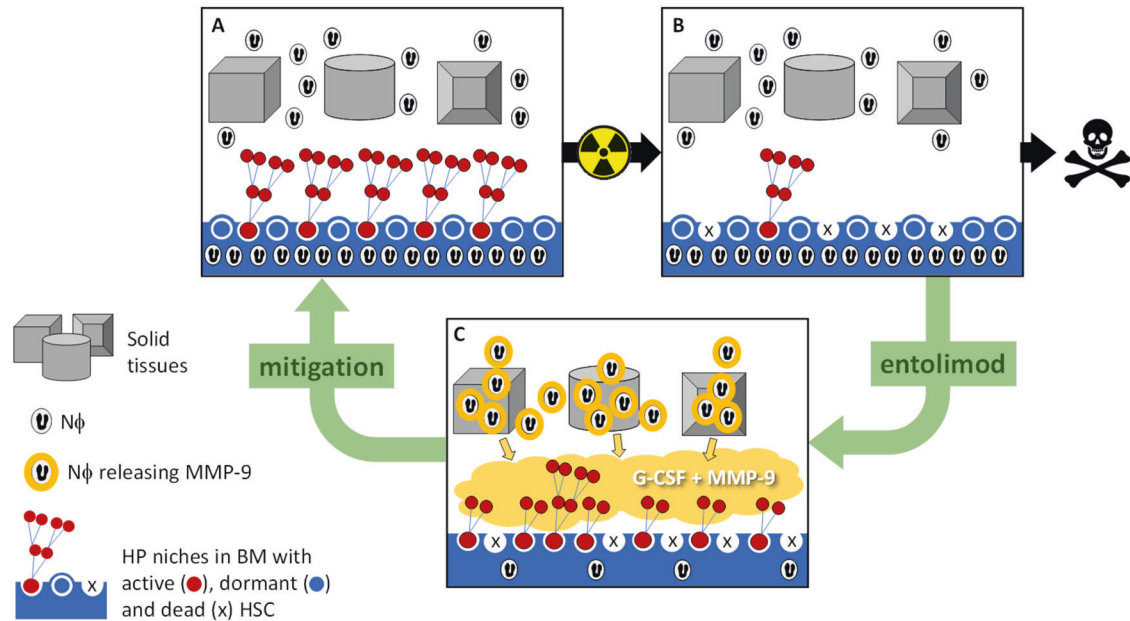 A
B
x
x
x
x
entolimod
mitigation
C
G-CSF + MMP-9
x
x
x
x
Solid
tissues
Nϕ
Nϕ releasing MMP-9
x
HP niches in BM with
active (), dormant ()
and dead (x) HSC